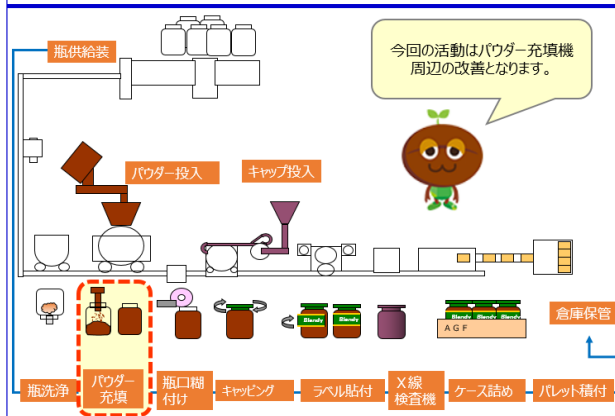 瓶供給装
今回の活動はパウダー充填機
周辺の改善となります。
パウダー投入
キャップ投入
Blendy
Blendy
Blendy
AGF
倉庫保管
瓶洗浄
パウダー
充填
瓶口糊
付け
キャッピング
ラベル貼付
X線
検査機
ケース詰め
パレット積付